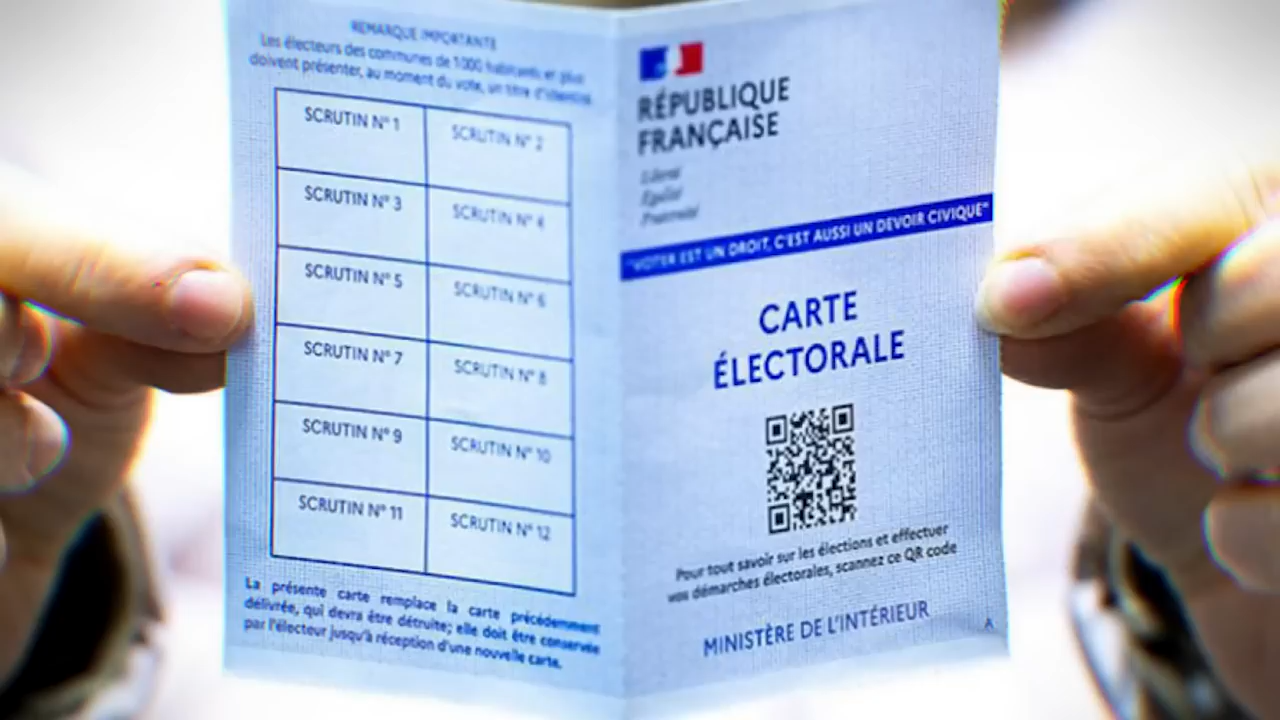 REMARQUE IMPORTANTE
Les électeurs des communes de 1000 habitants et plus
doivent présenter, au moment du vote, un titre d'identité
SCRUTIN N° 1
SCRUTIN N° 2
SCRUTIN N° 3
SCRUTIN N° 4
SCRUTIN N° 5
SCRUTIN N° 6
SCRUTIN N° 7
SCRUTIN N° 8
SCRUTIN N° 9
SCRUTIN N° 10
SCRUTIN N° 11
SCRUTIN N° 12
La présente carte remplace la carte précédemment
délivrée, qui devra être détruite; elle doit être conservée
par l'électeur jusqu'à réception d'une nouvelle carte.
RÉPUBLIQUE
FRANÇAISE
Liberté
Égalité
Fraternité
"VOTER EST UN DROIT, C'EST AUSSI UN DEVOIR CIVIQUE"
CARTE
ÉLECTORALE
Pour tout savoir sur les élections et effectuer
vos démarches électorales, scannez ce QR code
MINISTÈRE DE L'INTÉRIEUR
A